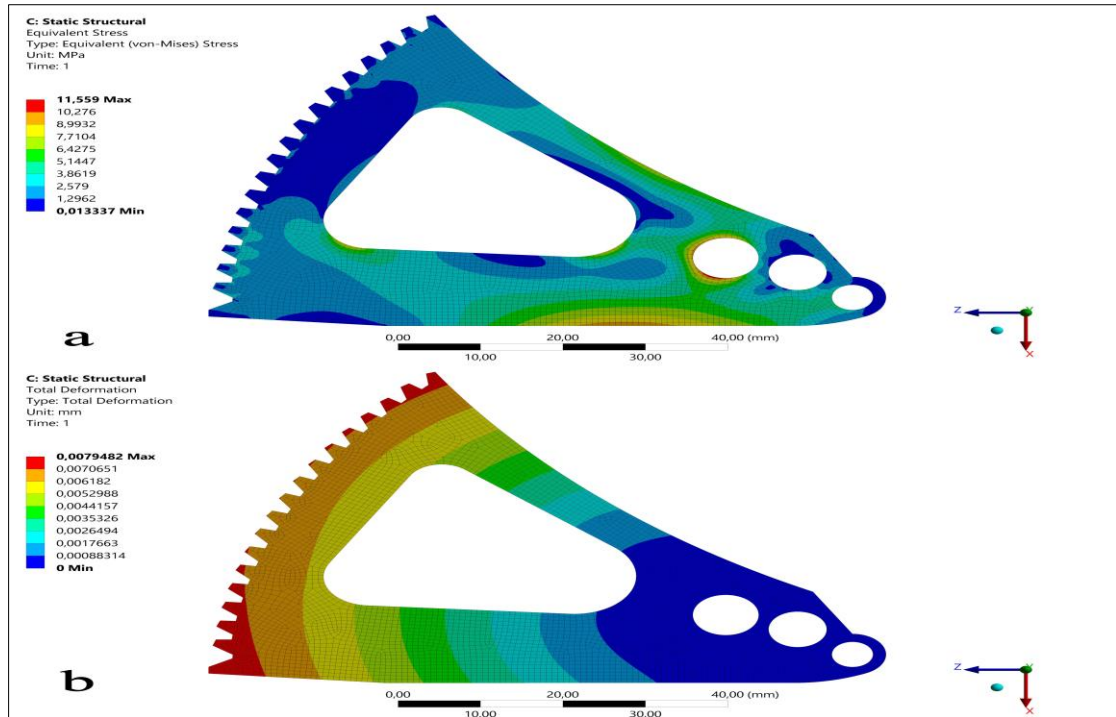 C: Static Structural
Equivalent Stress
Type: Equivalent (von-Mises) Stress
Unit: MPa
Time: 1
11,559 Max
10,276
8,9932
7,7104
6,4275
5,1447
3,8619
2,579
1,2962
0,013337 Min
a
0,00 20,00 40,00 (mm)
10,00 30,00
Z Y X
C: Static Structural
Total Deformation
Type: Total Deformation
Unit: mm
Time: 1
0,0079482 Max
0,0070651
0,006182
0,0052988
0,0044157
0,0035326
0,0026494
0,0017663
0,00088314
0 Min
b
0,00 20,00 40,00 (mm)
10,00 30,00
Z Y X